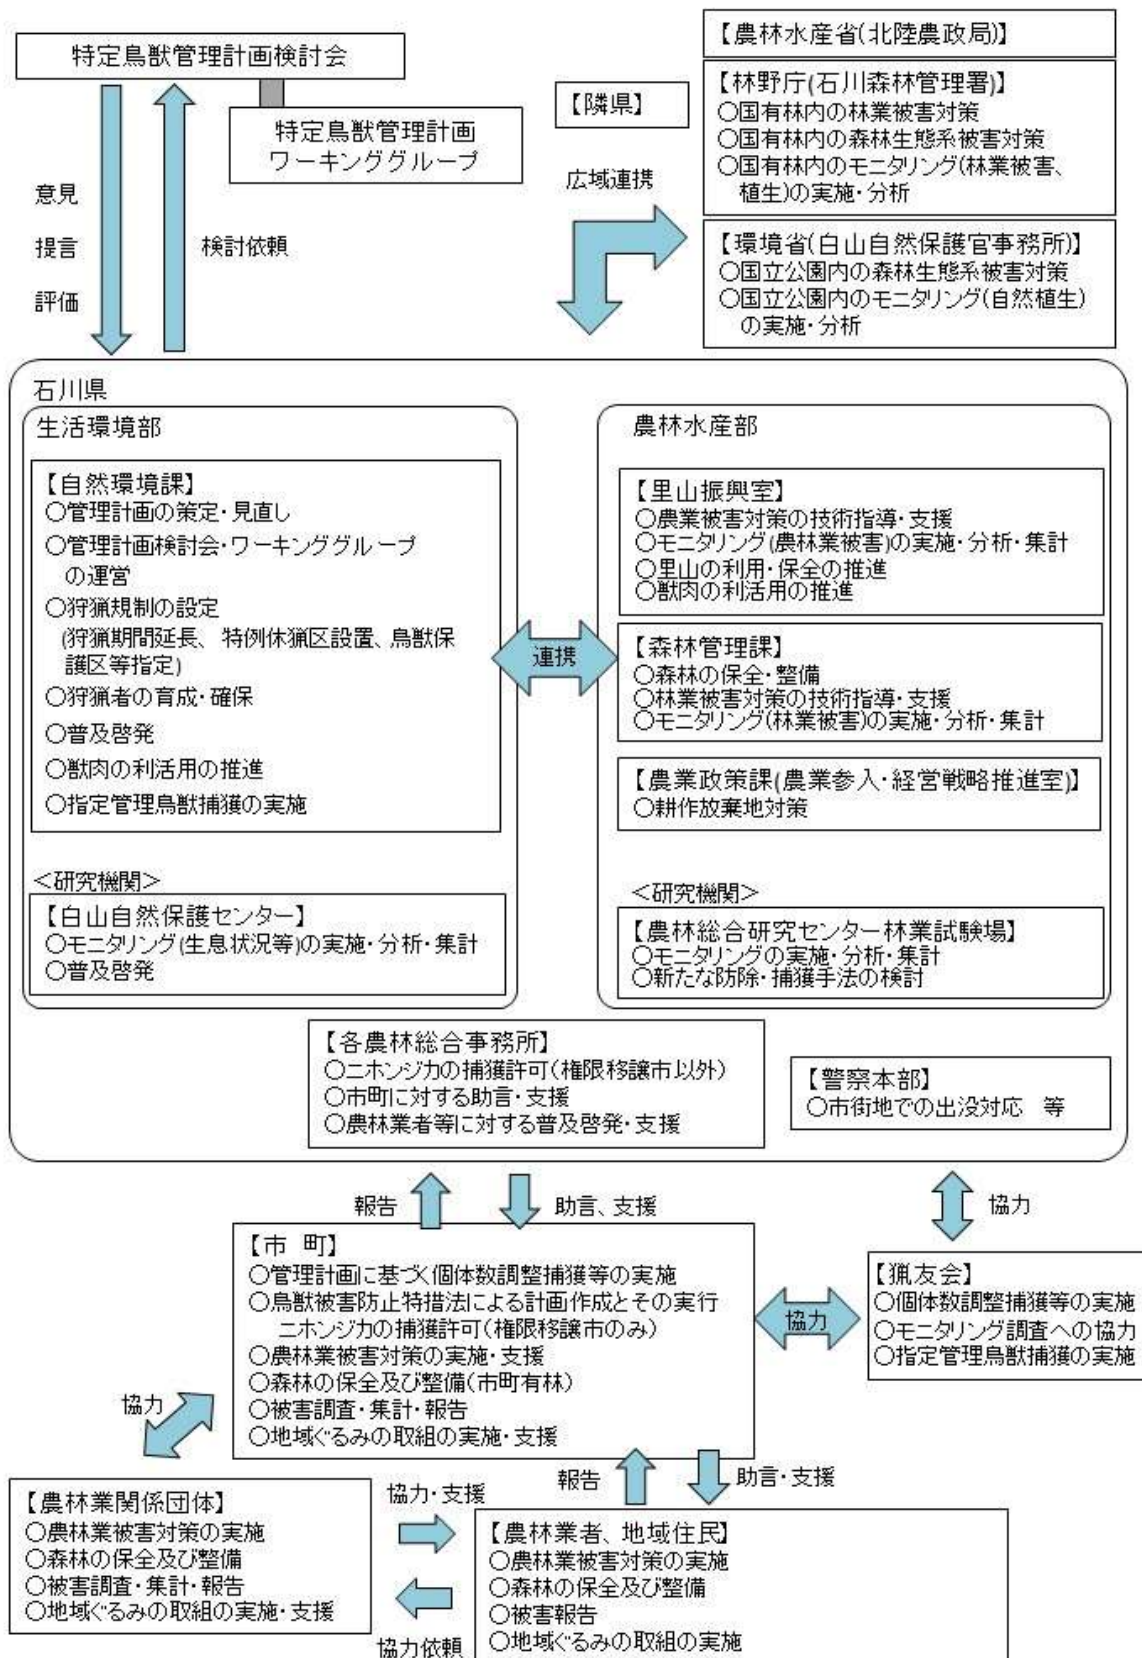 特定鳥獣管理計画検討会
特定鳥獣管理計画
ワーキンググループ
意見
提言
評価
検討依頼
【隣県】
広域連携
【農林水産省(北陸農政局)】
【林野庁(石川森林管理署)】
○国有林内の林業被害対策
○国有林内の森林生態系被害対策
○国有林内のモニタリング(林業被害、
植生)の実施・分析
【環境省(白山自然保護官事務所)】
○国立公園内の森林生態系被害対策
○国立公園内のモニタリング(自然植生)
の実施・分析
石川県
生活環境部
【自然環境課】
○管理計画の策定・見直し
○管理計画検討会・ワーキンググループ
の運営
○狩猟規制の設定
(狩猟期間延長、特例休猟区設置、鳥獣保
護区等指定)
○狩猟者の育成・確保
○普及啓発
○獣肉の利活用の推進
○指定管理鳥獣捕獲の実施
<研究機関>
【白山自然保護センター】
○モニタリング(生息状況等)の実施・分析・集計
○普及啓発
連携
農林水産部
【里山振興室】
○農業被害対策の技術指導・支援
○モニタリング(農林業被害)の実施・分析・集計
○里山の利用・保全の推進
○獣肉の利活用の推進
【森林管理課】
○森林の保全・整備
○林業被害対策の技術指導・支援
○モニタリング(林業被害)の実施・分析・集計
【農業政策課(農業参入・経営戦略推進室)】
○耕作放棄地対策
<研究機関>
【農林総合研究センター林業試験場】
○モニタリングの実施・分析・集計
○新たな防除・捕獲手法の検討
【各農林総合事務所】
○ニホンジカの捕獲許可(権限移譲市以外)
○市町に対する助言・支援
○農林業者等に対する普及啓発・支援
【警察本部】
○市街地での出没対応 等
報告
助言、支援
協力
【市 町】
○管理計画に基づく個体数調整捕獲等の実施
○鳥獣被害防止特措法による計画作成とその実行
ニホンジカの捕獲許可(権限移譲市のみ)
○農林業被害対策の実施・支援
○森林の保全及び整備(市町有林)
○被害調査・集計・報告
○地域ぐるみの取組の実施・支援
協力
【猟友会】
○個体数調整捕獲等の実施
○モニタリング調査への協力
○指定管理鳥獣捕獲の実施
協力
報告
助言・支援
【農林業関係団体】
○農林業被害対策の実施
○森林の保全及び整備
○被害調査・集計・報告
○地域ぐるみの取組の実施・支援
協力・支援
協力依頼
【農林業者、地域住民】
○農林業被害対策の実施
○森林の保全及び整備
○被害報告
○地域ぐるみの取組の実施